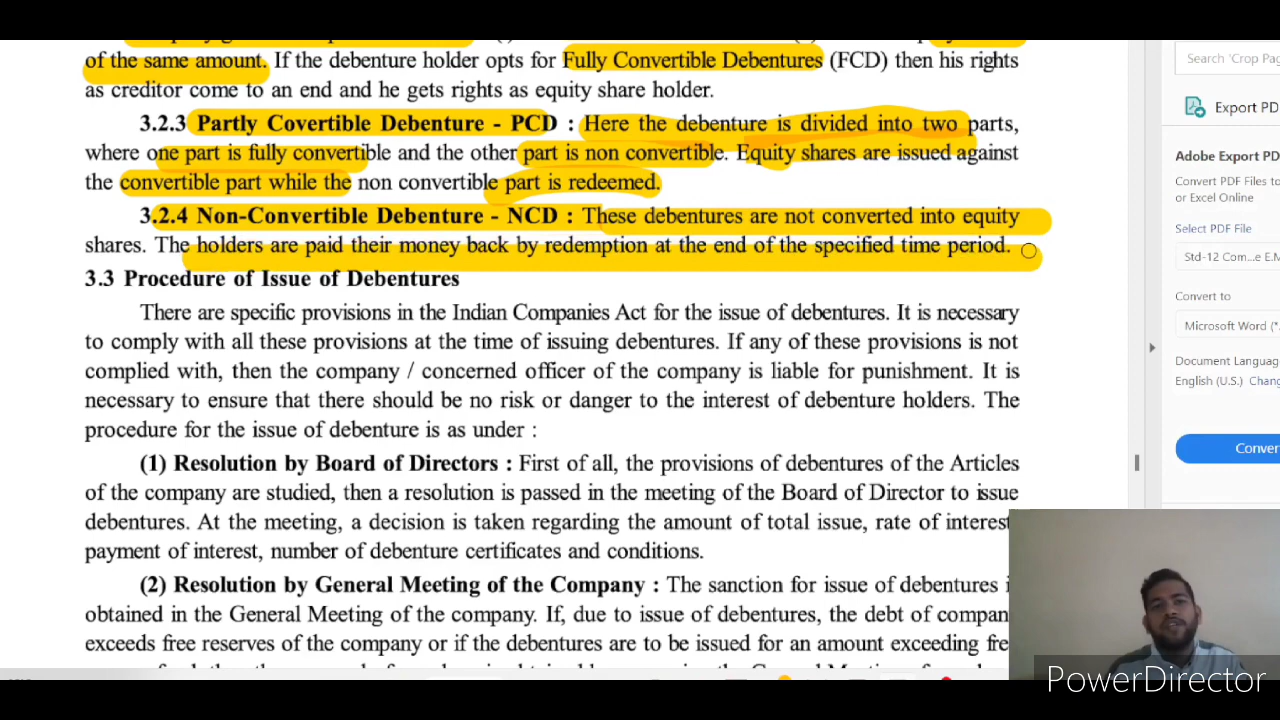 of the same amount. If the debenture holder opts for Fully Convertible Debentures (FCD) then his rights
as creditor come to an end and he gets rights as equity share holder.
3.2.3 Partly Covertible Debenture - PCD : Here the debenture is divided into two parts,
where one part is fully convertible and the other part is non convertible. Equity shares are issued against
the convertible part while the non convertible part is redeemed.
3.2.4 Non-Convertible Debenture - NCD : These debentures are not converted into equity
shares. The holders are paid their money back by redemption at the end of the specified time period.
3.3 Procedure of Issue of Debentures
There are specific provisions in the Indian Companies Act for the issue of debentures. It is necessary
to comply with all these provisions at the time of issuing debentures. If any of these provisions is not
complied with, then the company / concerned officer of the company is liable for punishment. It is
necessary to ensure that there should be no risk or danger to the interest of debenture holders. The
procedure for the issue of debenture is as under :
(1) Resolution by Board of Directors : First of all, the provisions of debentures of the Articles
of the company are studied, then a resolution is passed in the meeting of the Board of Director to issue
debentures. At the meeting, a decision is taken regarding the amount of total issue, rate of interest
payment of interest, number of debenture certificates and conditions.
(2) Resolution by General Meeting of the Company : The sanction for issue of debentures i
obtained in the General Meeting of the company. If, due to issue of debentures, the debt of compan
exceeds free reserves of the company or if the debentures are to be issued for an amount exceeding fre
Search 'Crop Pag
Export PDF
Adobe Export PD
Convert PDF Files to
or Excel Online
Select PDF File
Std-12 Com...e E.M
Convert to
Microsoft Word (*.
Document Languag
English (U.S.) Chang
Conver
PowerDirector